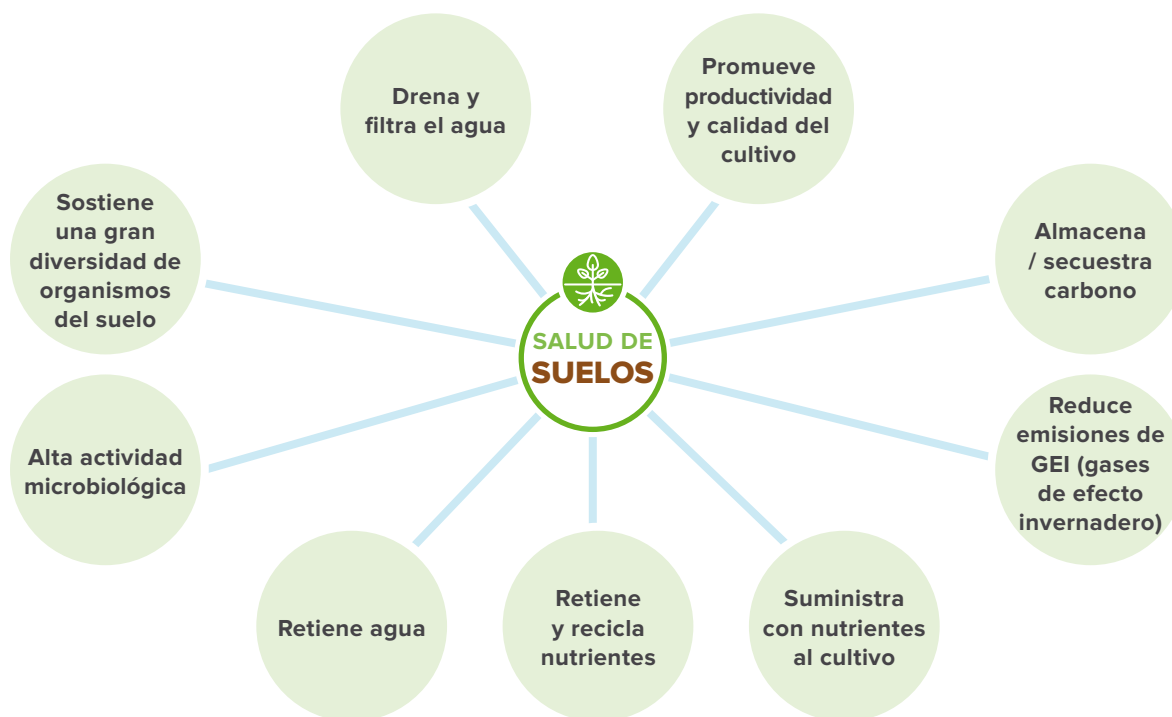 Drena y
filtra el agua
Promueve
productividad
y calidad del
cultivo
Sostiene
una gran
diversidad de
organismos
del suelo
Almacena
/ secuestra
carbono
SALUD DE
SUELOS
Alta actividad
microbiológica
Reduce
emisiones de
GEI (gases
de efecto
invernadero)
Retiene agua
Retiene
y recicla
nutrientes
Suministra
con nutrientes
al cultivo